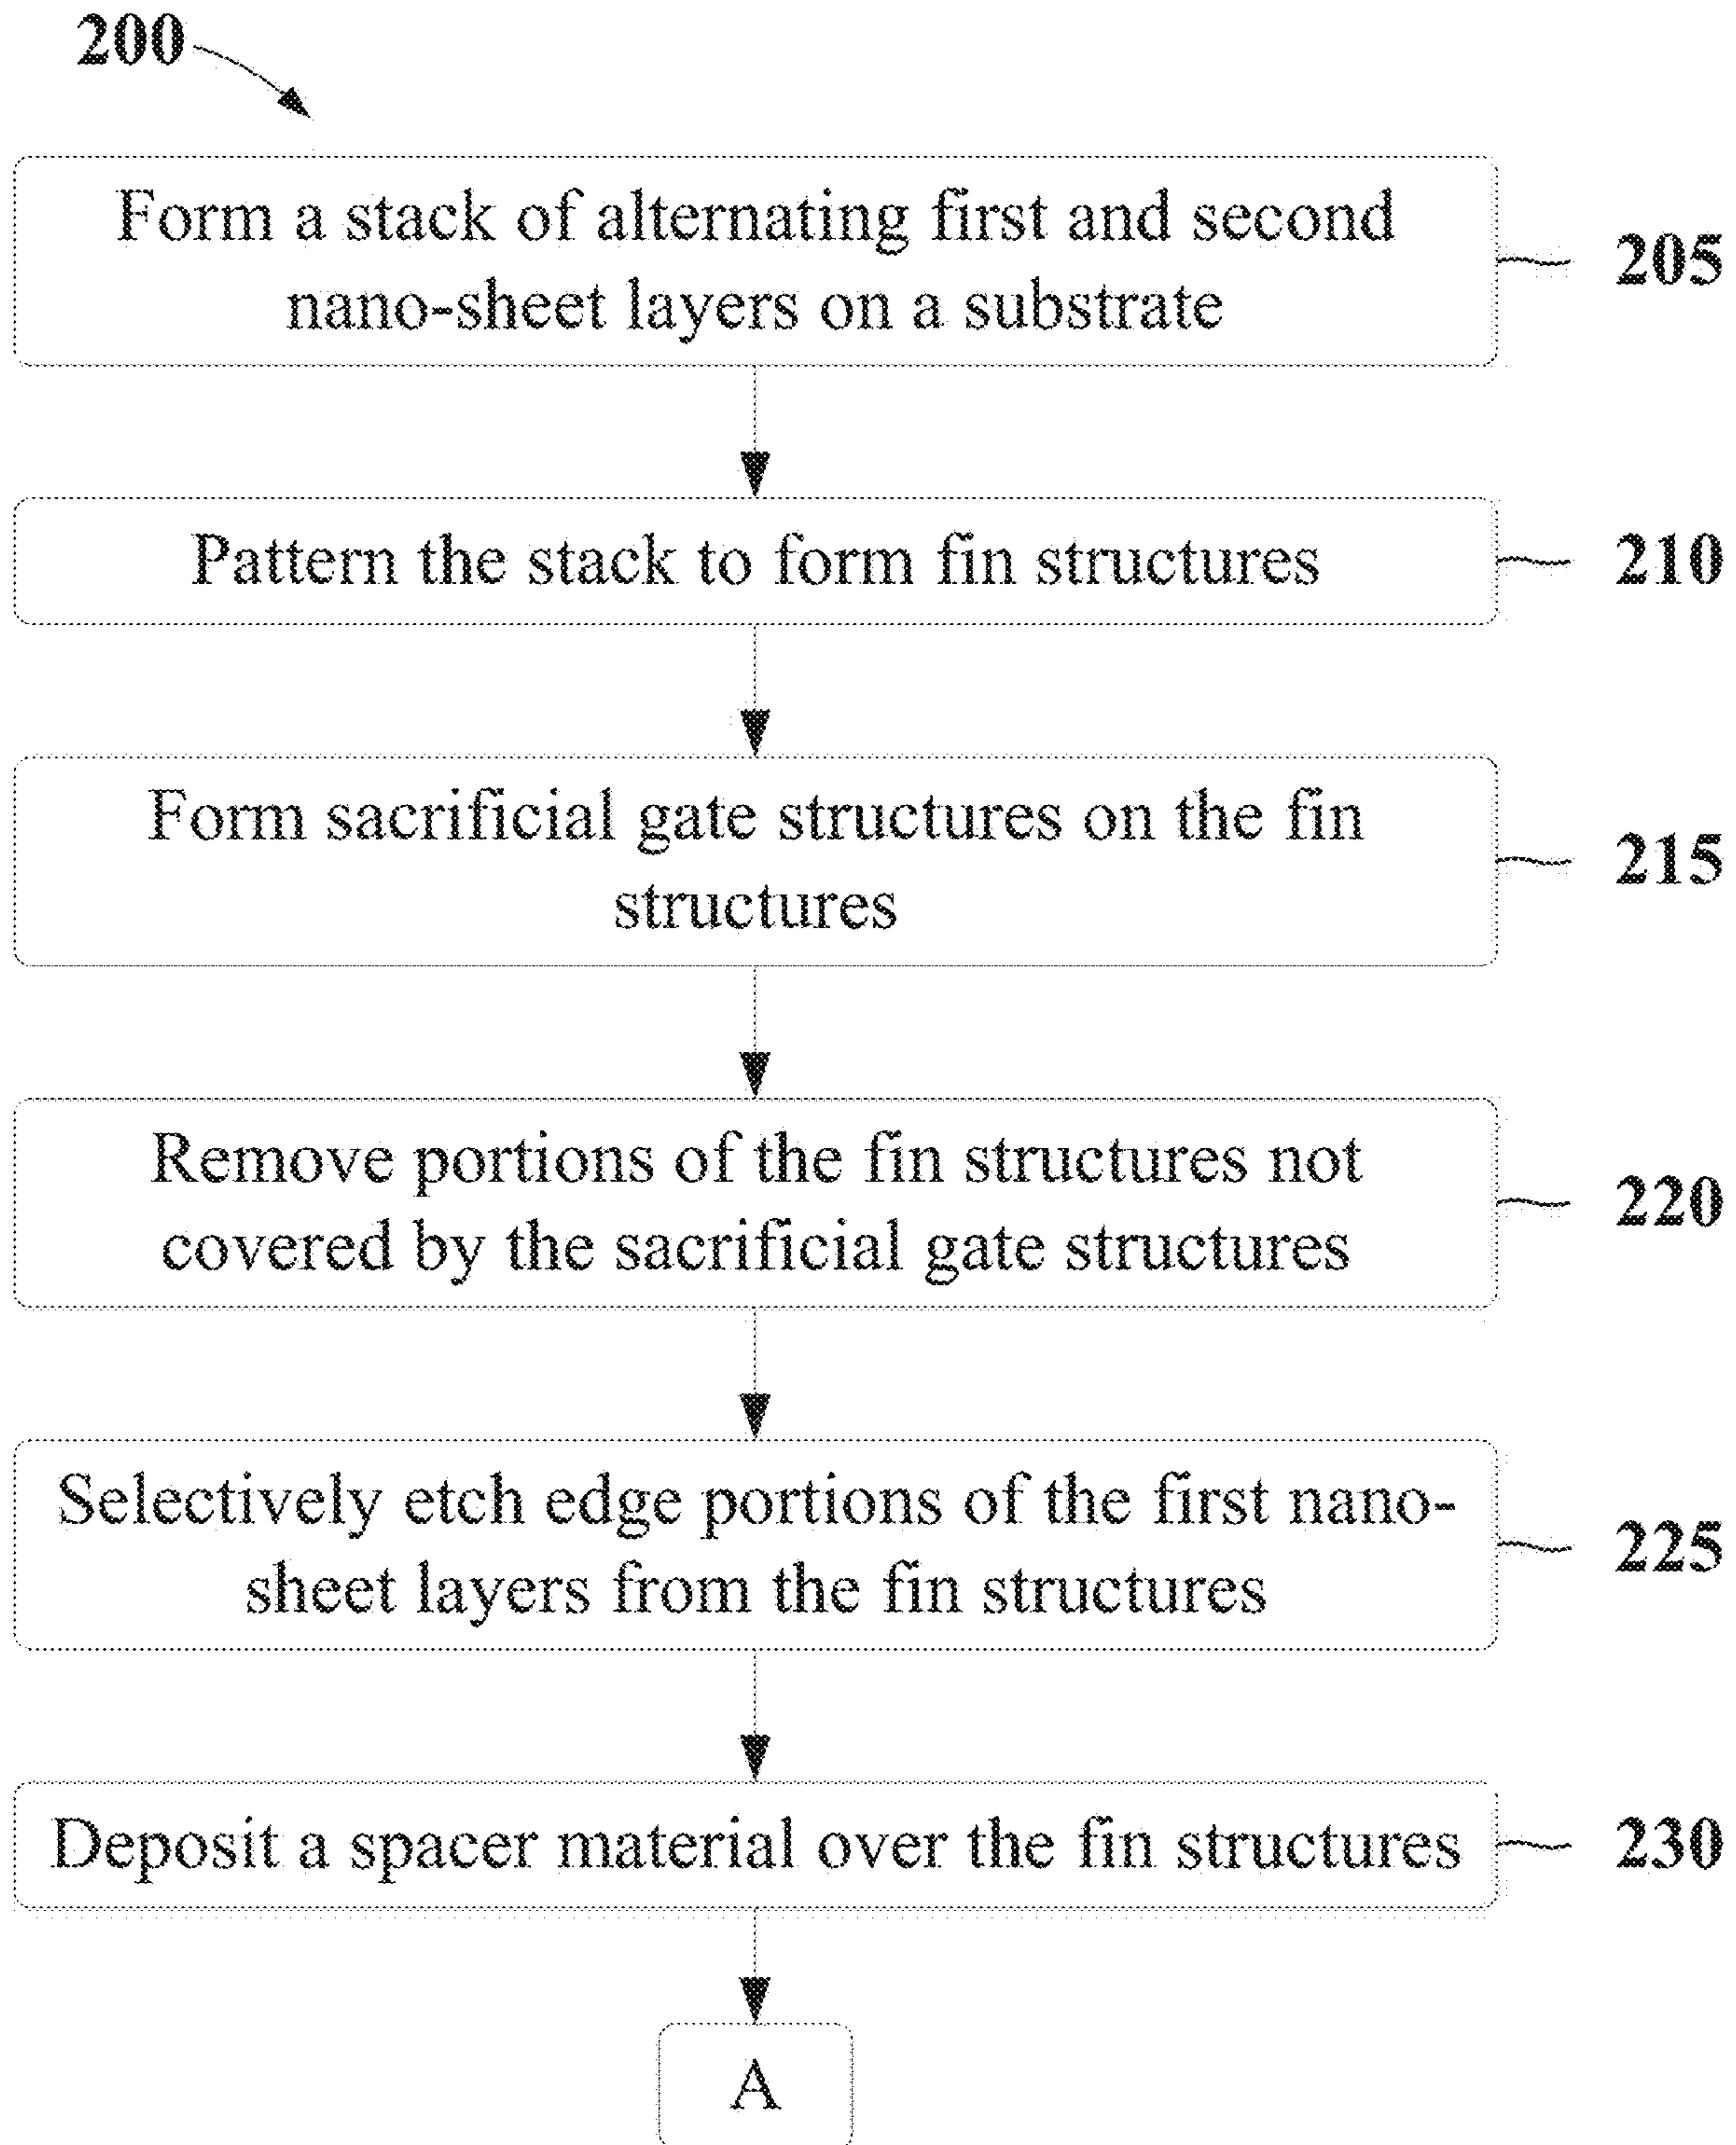 200
Form a stack of alternating first and second
nano-sheet layers on a substrate
205
Pattern the stack to form fin structures
210
Form sacrificial gate structures on the fin
structures
215
Remove portions of the fin structures not
covered by the sacrificial gate structures
220
Selectively etch edge portions of the first nano-
sheet layers from the fin structures
225
Deposit a spacer material over the fin structures
230
A